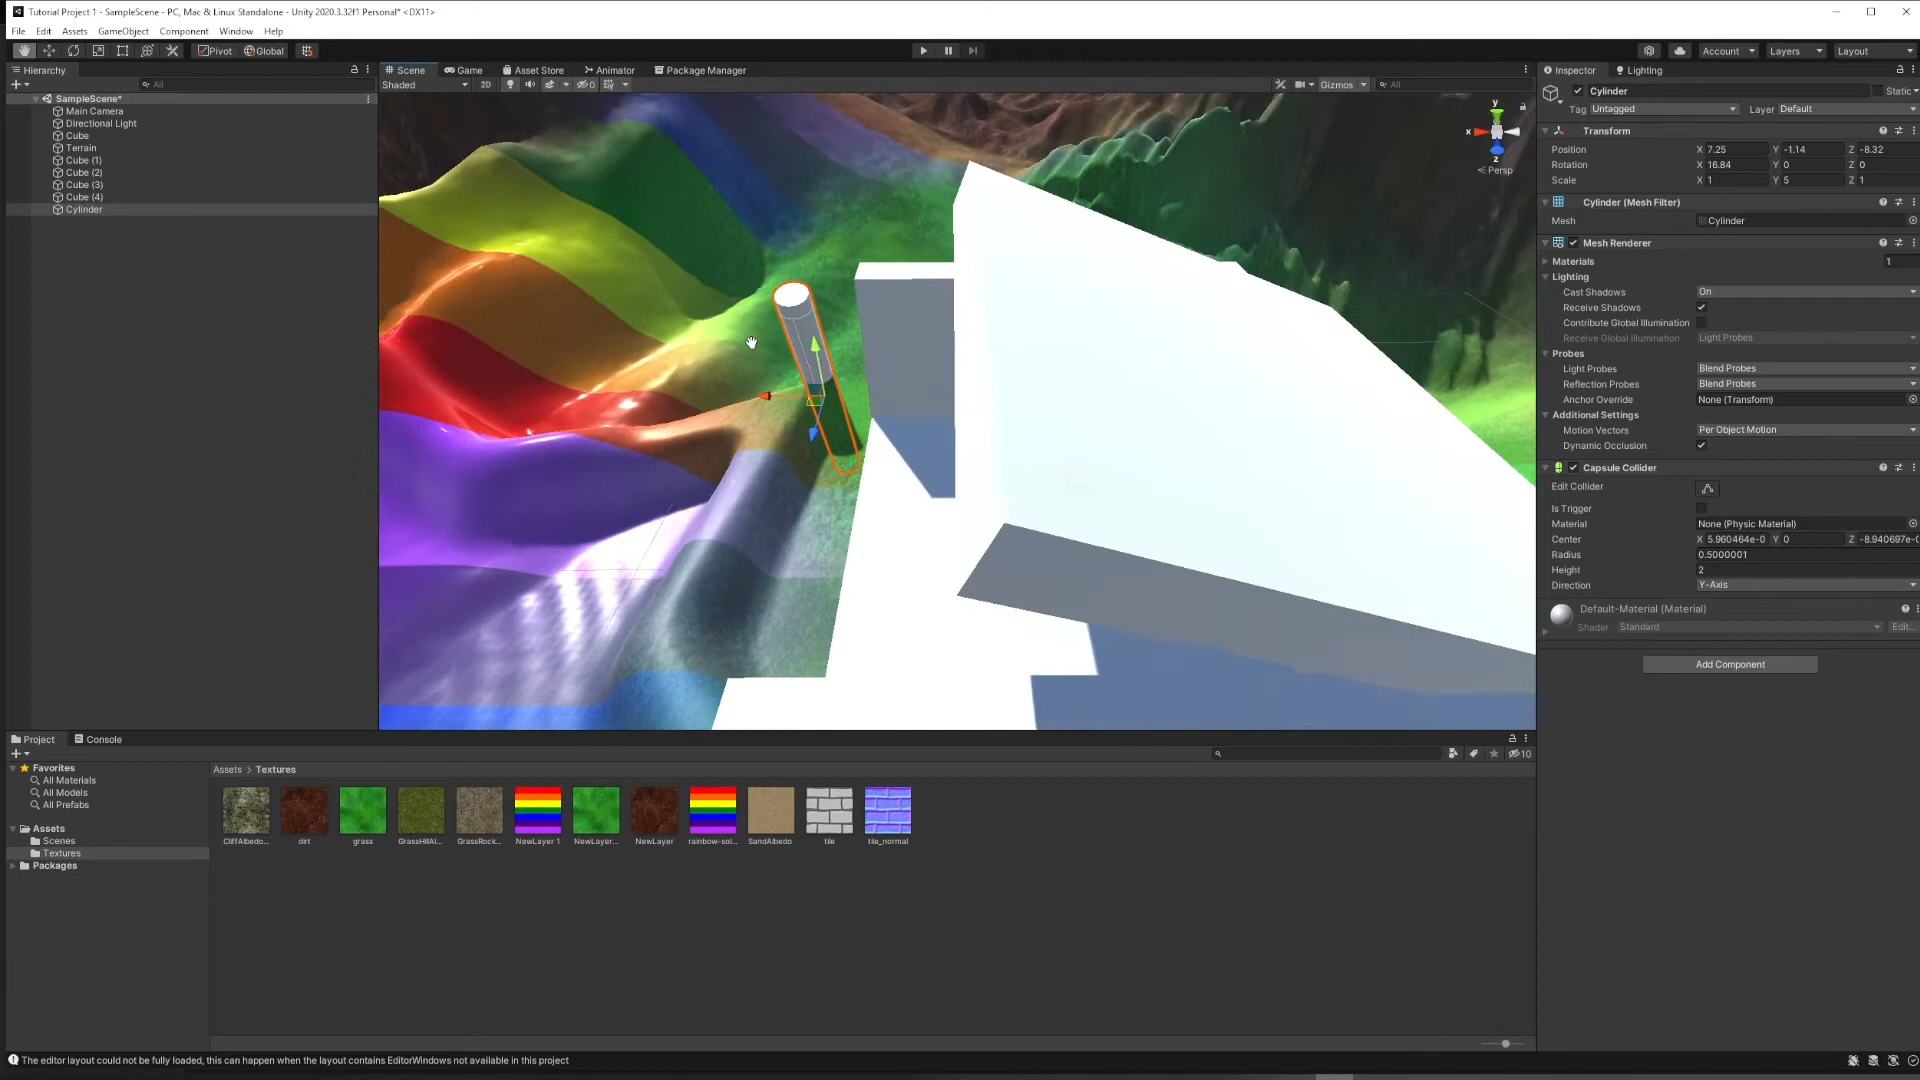 Tutorial Project 1 - SampleScene - PC, Mac & Linux Standalone - Unity 2020.3.32f1 Personal* <DX11>
File Edit Assets GameObject Component Window Help
Pivot Global Account Layers Layout
Hierarchy
All
SampleScene*
Main Camera
Directional Light
Cube
Terrain
Cube (1)
Cube (2)
Cube (3)
Cube (4)
Cylinder
Scene Game Asset Store Animator Package Manager
Shaded 2D 0 Gizmos All
y
x
z
Persp
Inspector Lighting
Cylinder Static
Tag Untagged Layer Default
Transform
Position X 7.25 Y -1.14 Z -8.32
Rotation X 16.84 Y 0 Z 0
Scale X 1 Y 5 Z 1
Cylinder (Mesh Filter)
Mesh Cylinder
Mesh Renderer
Materials 1
Lighting
Cast Shadows On
Receive Shadows
Contribute Global Illumination
Receive Global Illumination Light Probes
Probes
Light Probes Blend Probes
Reflection Probes Blend Probes
Anchor Override None (Transform)
Additional Settings
Motion Vectors Per Object Motion
Dynamic Occlusion
Capsule Collider
Edit Collider
Is Trigger
Material None (Physic Material)
Center X 5.960464e-0 Y 0 Z -8.940697e-0
Radius 0.5000001
Height 2
Direction Y-Axis
Default-Material (Material)
Shader Standard Edit...
Add Component
Project Console
10
Favorites
All Materials
All Models
All Prefabs
Assets
Scenes
Textures
Packages
Assets > Textures
CliffAlbedo... dirt grass GrassHillAl... GrassRock... NewLayer 1 NewLayer... NewLayer rainbow-sol... SandAlbedo tile tile_normal
The editor layout could not be fully loaded, this can happen when the layout contains EditorWindows not available in this project